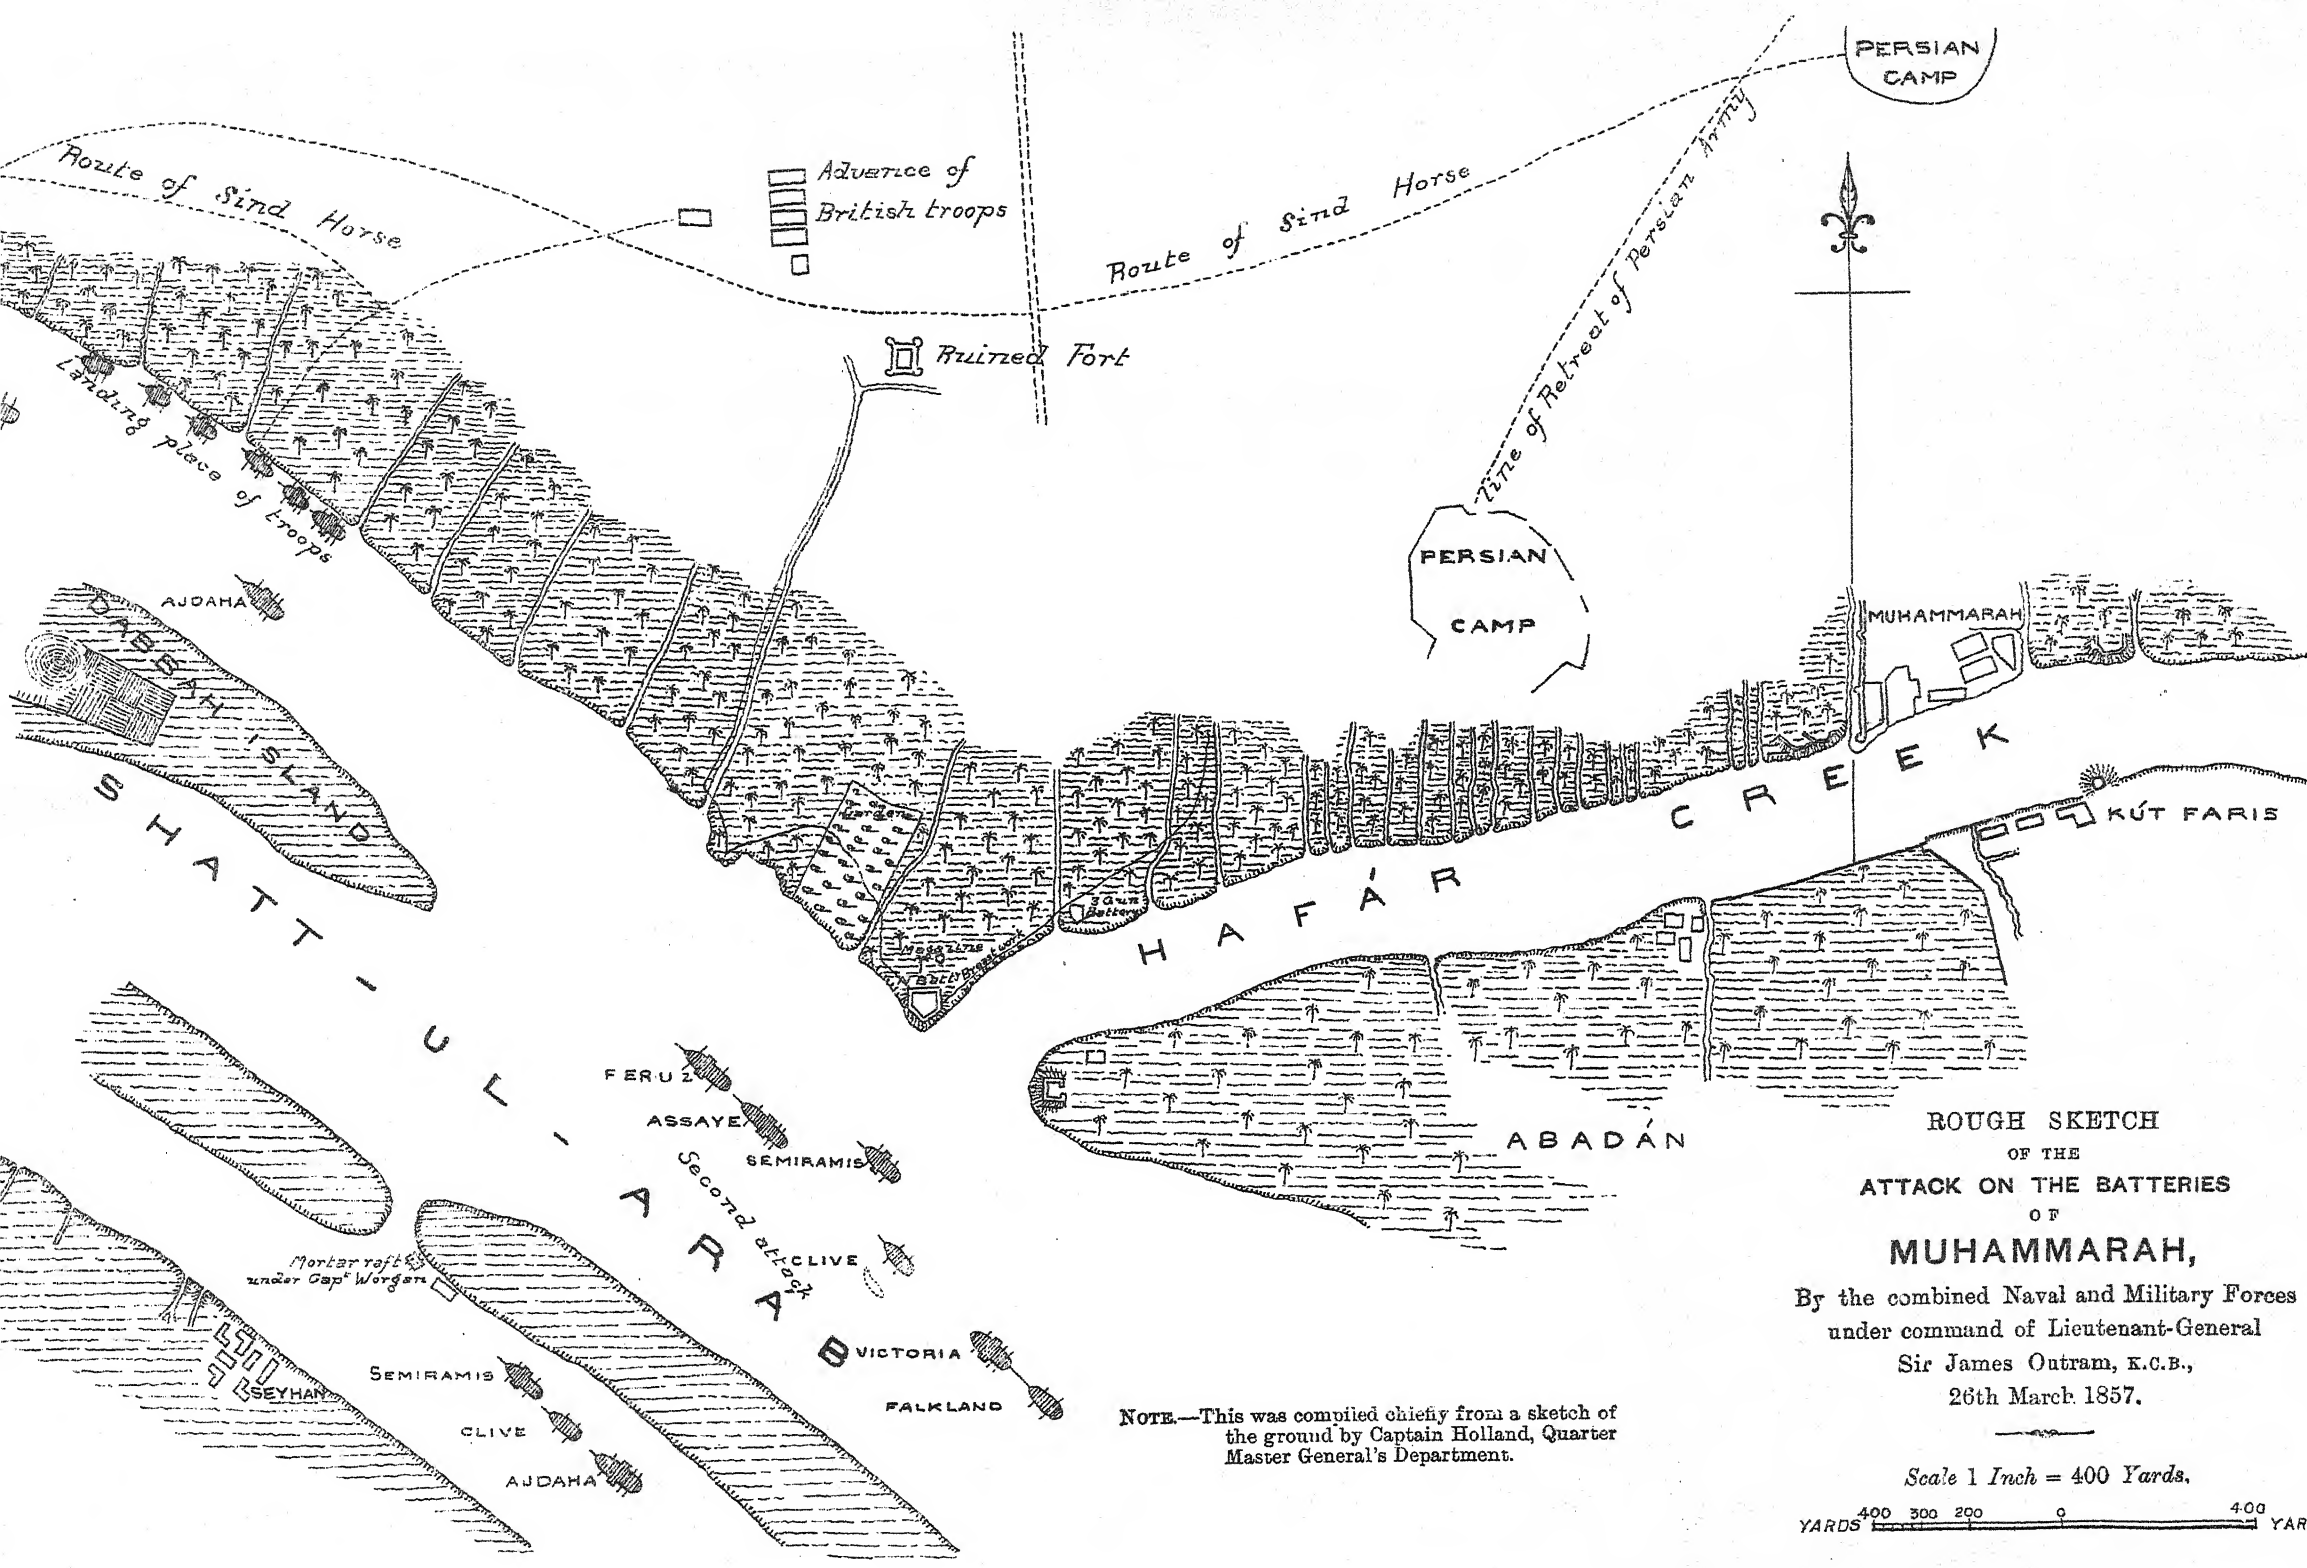 PERSIAN
CAMP
Route of Sind Horse
Advance of
British troops
Route of Sind Horse
Line of Retreat of Persian Army
Ruined Fort
Landing place of troops
PERSIAN
CAMP
AJDAHA
DABBAH ISLAND
MUHAMMARAH
SHATT-UL-ARAB
HAFÁR CREEK
KÚT FARIS
Gardens
3 Gun
Battery
Magazine
Batty
Breastwork
FERUZ
ASSAYE
SEMIRAMIS
Second attack
ABADÁN
CLIVE
Mortar raft
under Capt Worgan
VICTORIA
FALKLAND
SEMIRAMIS
SEYHAN
CLIVE
AJDAHA
NOTE.—This was compiled chiefly from a sketch of
the ground by Captain Holland, Quarter
Master General's Department.
ROUGH SKETCH
OF THE
ATTACK ON THE BATTERIES
OF
MUHAMMARAH,
By the combined Naval and Military Forces
under command of Lieutenant-General
Sir James Outram, K.C.B.,
26th March 1857.
Scale 1 Inch = 400 Yards.
YARDS 400 300 200 0 400 YAR